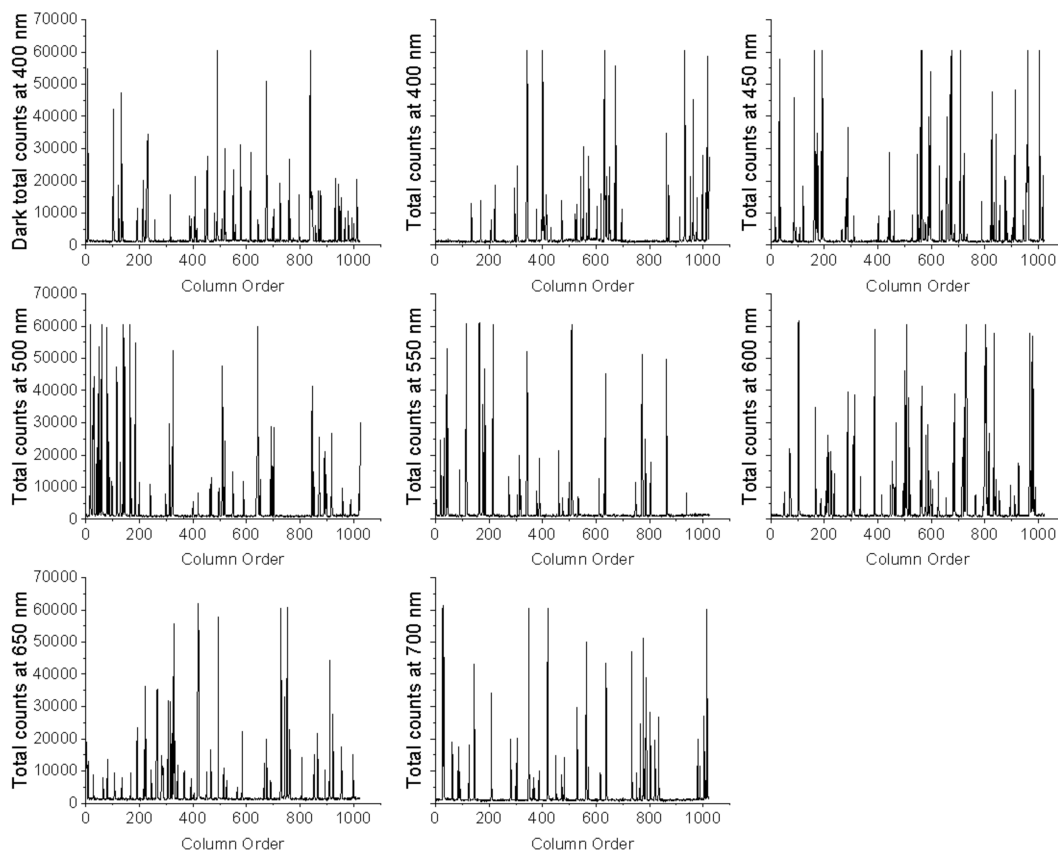 70000
60000
50000
40000
30000
20000
10000
0
Dark total counts at 400 nm
0 200 400 600 800 1000
Column Order
Total counts at 400 nm
0 200 400 600 800 1000
Column Order
Total counts at 450 nm
0 200 400 600 800 1000
Column Order
70000
60000
50000
40000
30000
20000
10000
0
Total counts at 500 nm
0 200 400 600 800 1000
Column Order
Total counts at 550 nm
0 200 400 600 800 1000
Column Order
Total counts at 600 nm
0 200 400 600 800 1000
Column Order
70000
60000
50000
40000
30000
20000
10000
0
Total counts at 650 nm
0 200 400 600 800 1000
Column Order
Total counts at 700 nm
0 200 400 600 800 1000
Column Order